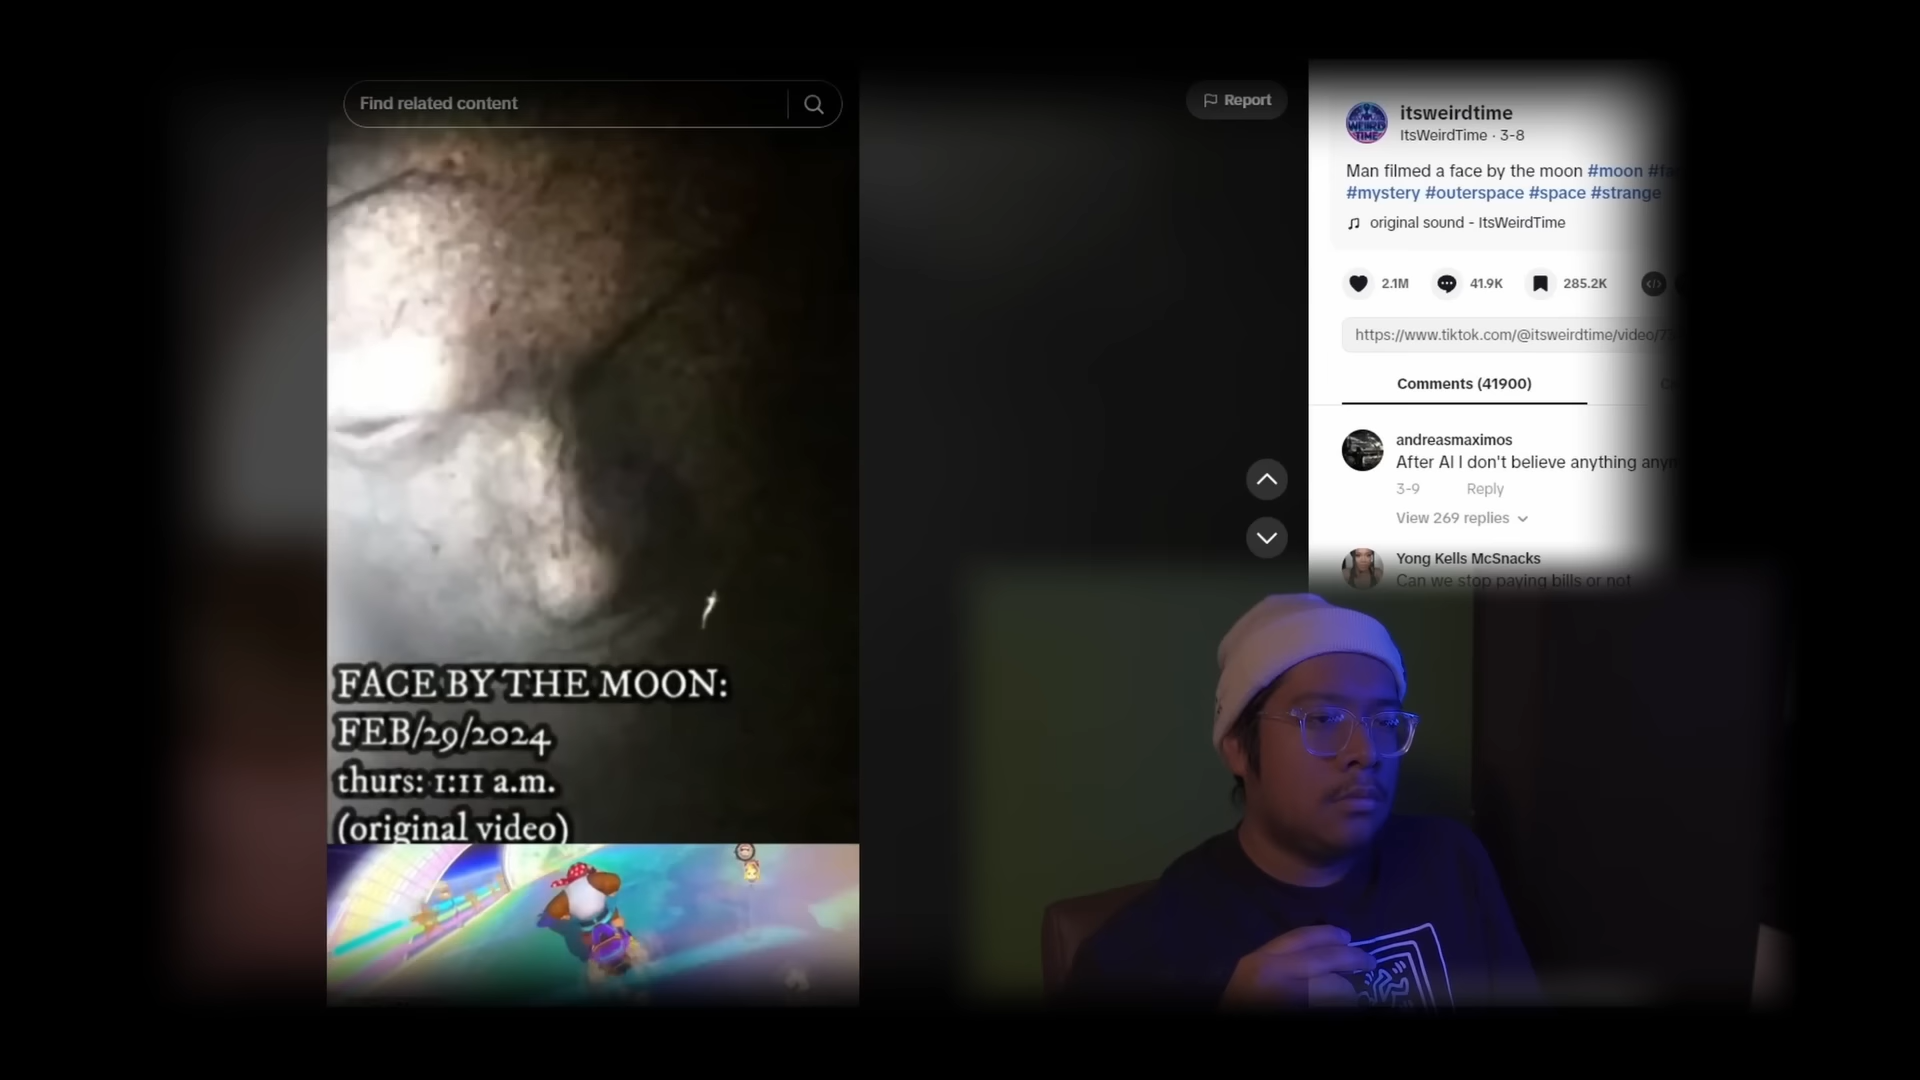 Find related content
Report
FACE BY THE MOON:
FEB/29/2024
thurs: 1:11 a.m.
(original video)
WEIRD
TIME
itsweirdtime
ItsWeirdTime · 3-8
Man filmed a face by the moon #moon
#mystery #outerspace #space #strange
original sound - ItsWeirdTime
2.1M 41.9K 285.2K
https://www.tiktok.com/@itsweirdtime/video/7
Comments (41900)
andreasmaximos
After AI I don't believe anything
3-9 Reply
View 269 replies
Yong Kells McSnacks
Can we stop paying bills or not